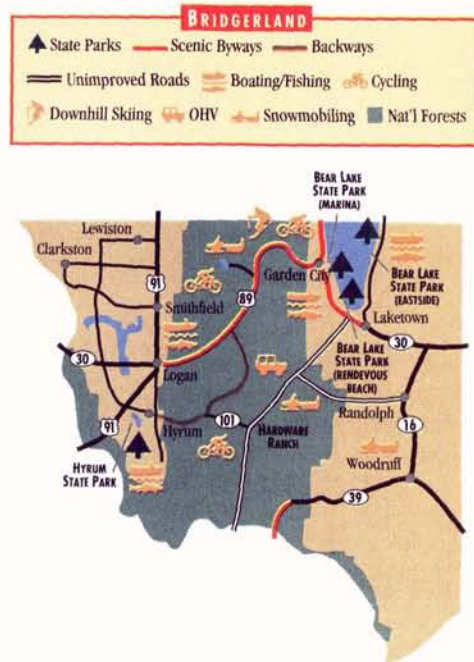 BRIDGERLAND
State Parks Scenic Byways Backways
Unimproved Roads Boating/Fishing Cycling
Downhill Skiing OHV Snowmobiling Nat'l Forests
BEAR LAKE
STATE PARK
(MARINA)
Lewiston
Clarkston
91
Smithfield
89
Garden City
BEAR LAKE
STATE PARK
(EASTSIDE)
Laketown
30
30
Logan
BEAR LAKE
STATE PARK
(RENDEVOUS
BEACH)
91
Hyrum
101
HARDWARE
RANCH
Randolph
16
HYRUM
STATE PARK
Woodruff
39